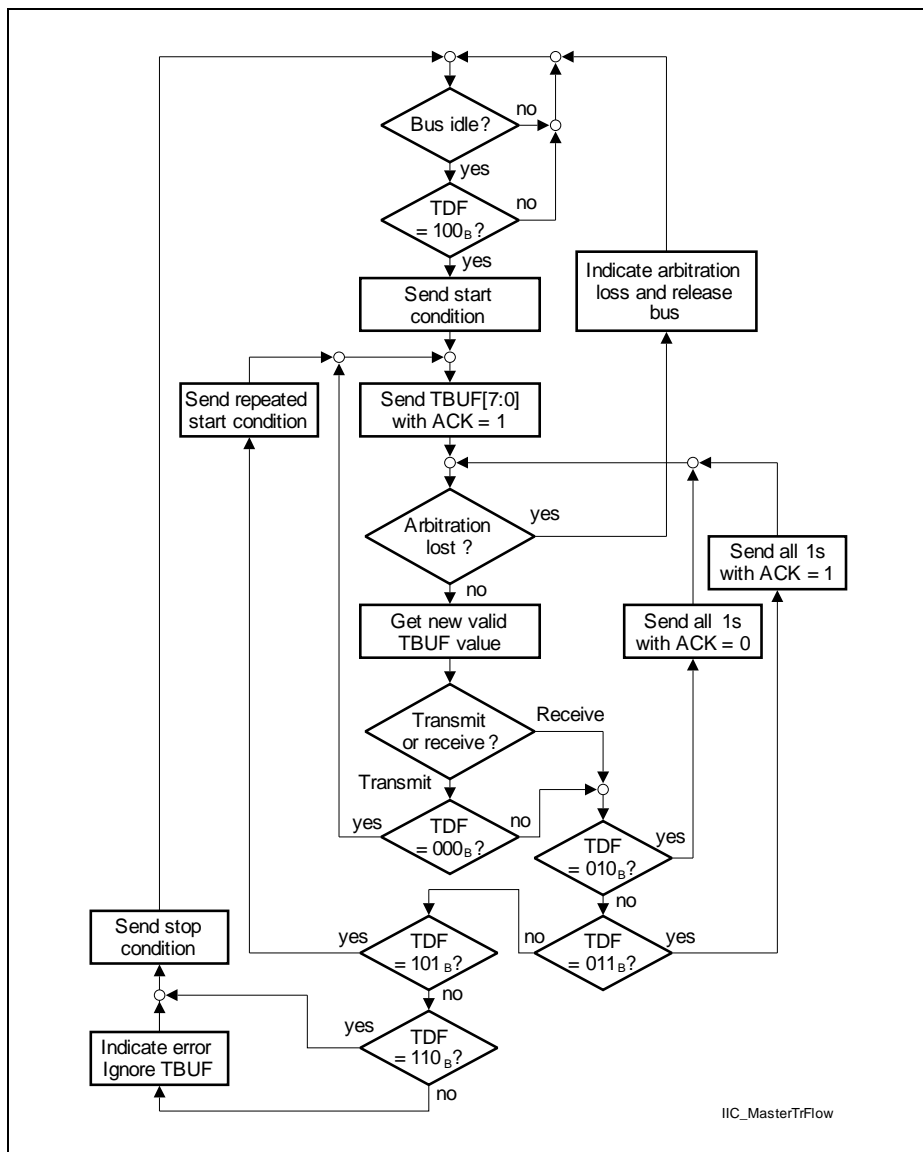 Bus idle?
no
yes
TDF
= 100B?
no
yes
Send start
condition
Indicate arbitration
loss and release
bus
Send repeated
start condition
Send TBUF[7:0]
with ACK = 1
Arbitration
lost ?
yes
no
Send all 1s
with ACK = 1
Get new valid
TBUF value
Send all 1s
with ACK = 0
Transmit
or receive ?
Receive
Transmit
yes
TDF
= 000B?
no
TDF
= 010B?
yes
no
Send stop
condition
yes
TDF
= 101B?
no
TDF
= 011B?
yes
no
Indicate error
Ignore TBUF
yes
TDF
= 110B?
no
IIC_MasterTrFlow